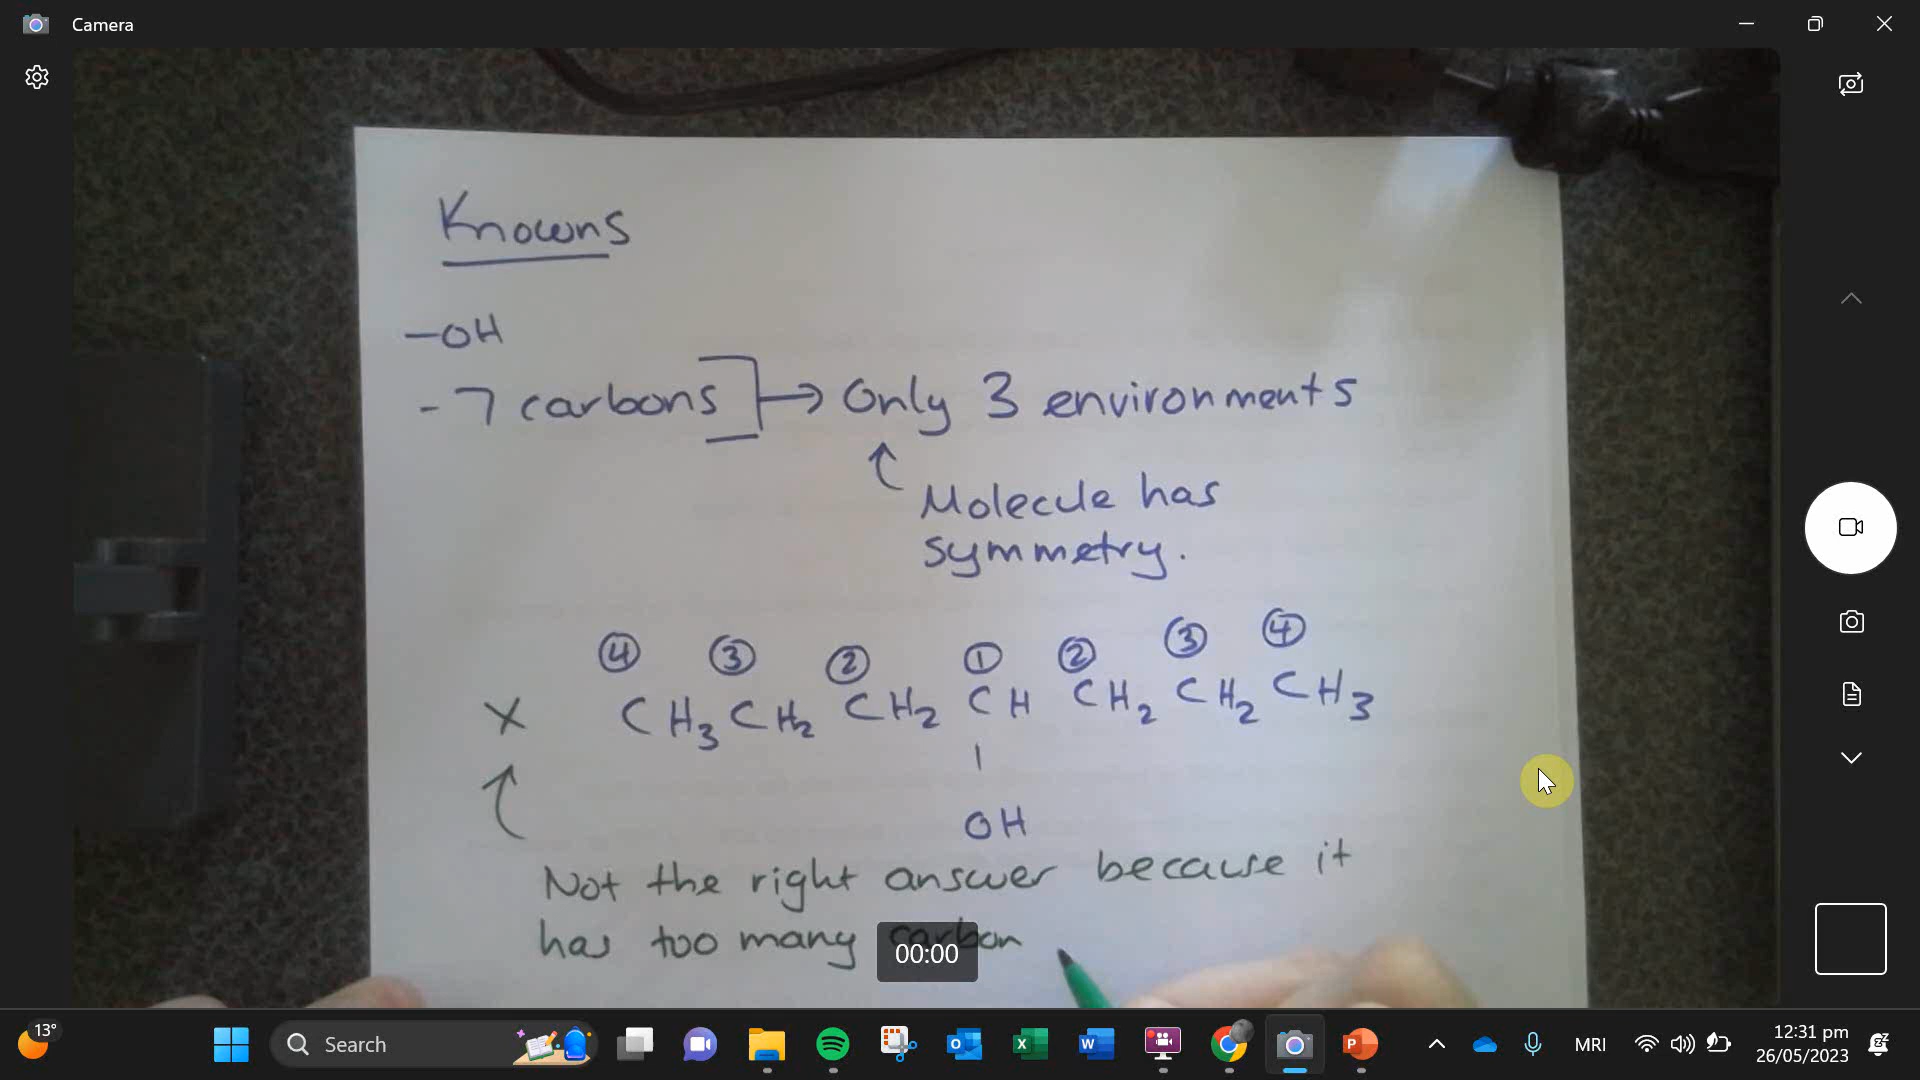 Camera
Knowns
-OH
- 7 carbons → Only 3 environments
Molecule has
symmetry.
④ ③ ② ① ② ③ ④
X CH3 CH2 CH2 CH CH2 CH2 CH3
OH
Not the right answer because it
has too many carbon
00:00
13°
Search
MRI
12:31 pm
26/05/2023